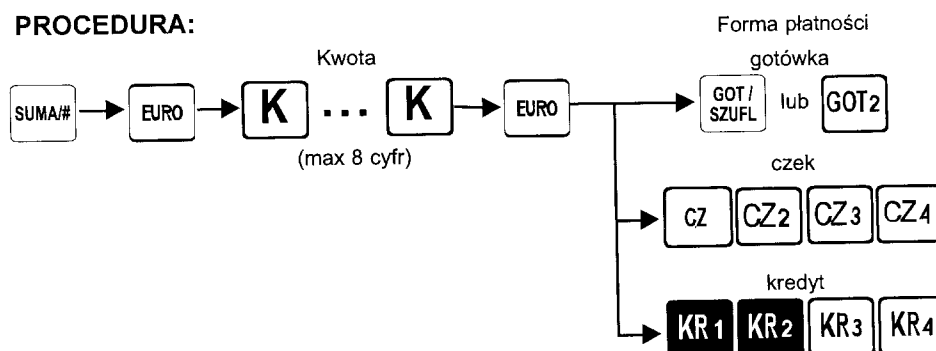 PROCEDURA:
Forma płatności
Kwota
gotówka
SUMA/# EURO K ... K EURO GOT / SZUFL lub GOT2
(max 8 cyfr)
czek
CZ CZ2 CZ3 CZ4
kredyt
KR1 KR2 KR3 KR4